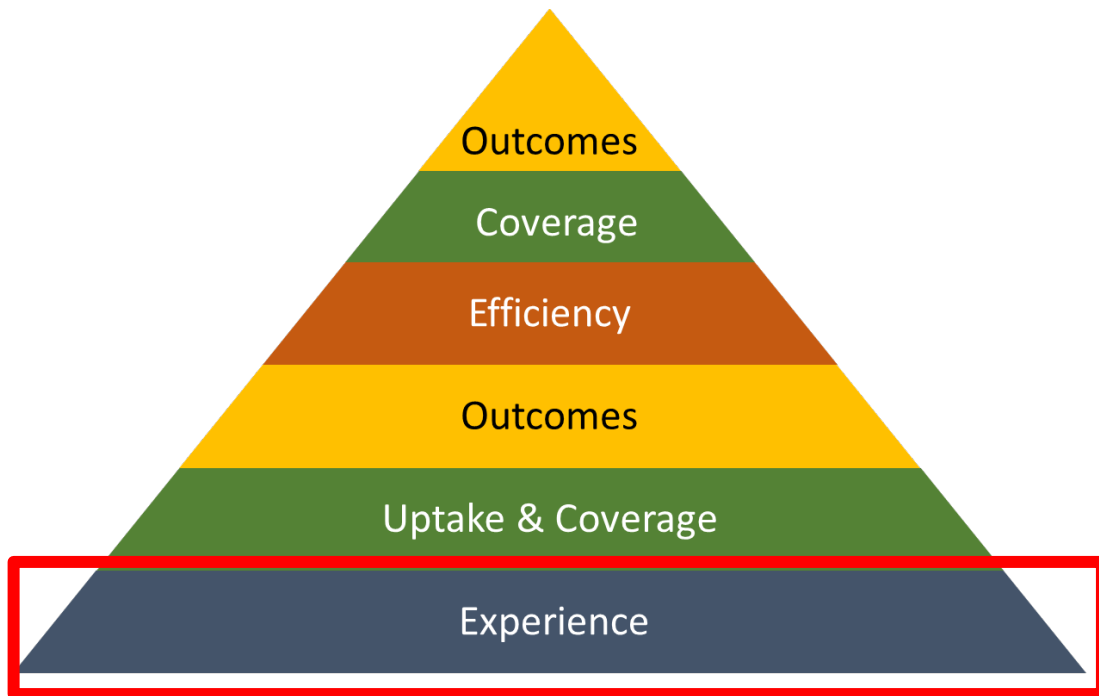 Outcomes
Coverage
Efficiency
Outcomes
Uptake & Coverage
Experience